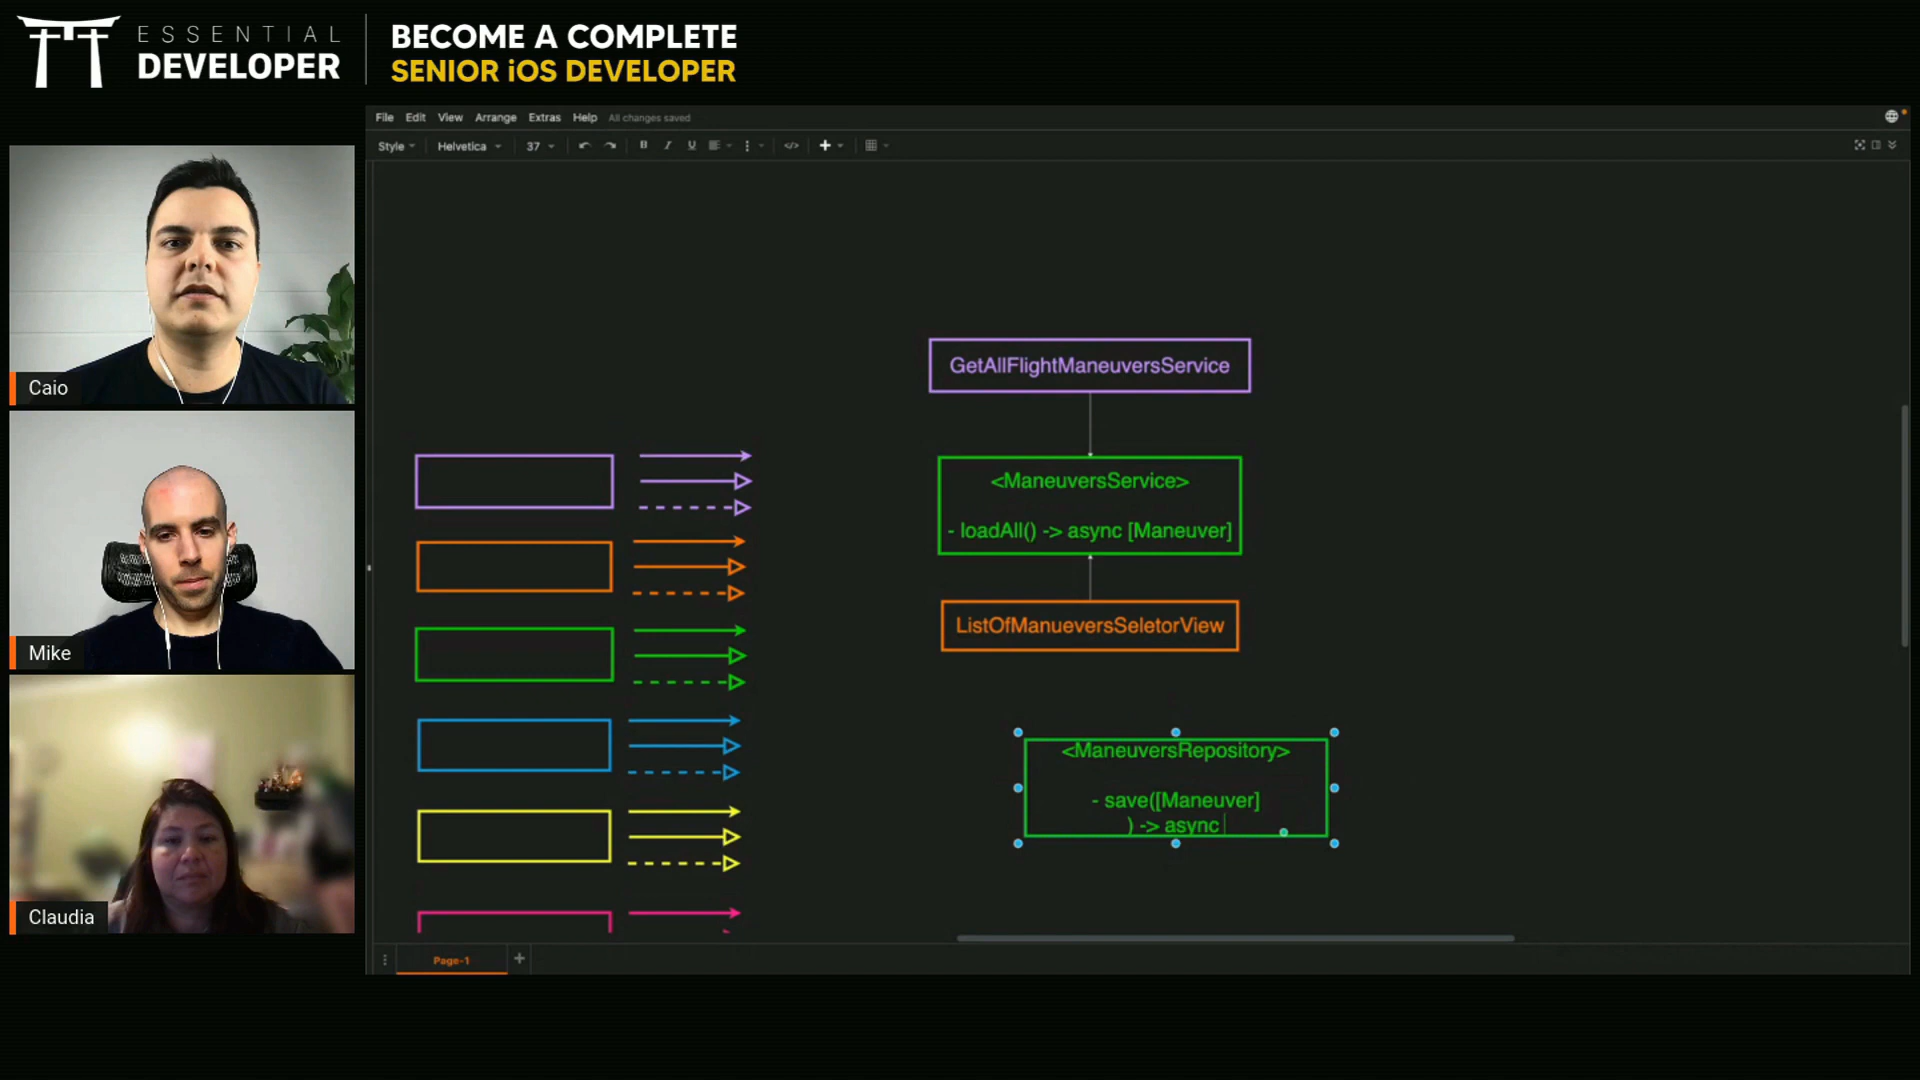 ESSENTIAL
DEVELOPER
BECOME A COMPLETE
SENIOR iOS DEVELOPER
File Edit View Arrange Extras Help All changes saved
Style Helvetica 37 B I U </>
Caio
Mike
Claudia
GetAllFlightManeuversService
<ManeuversService>
- loadAll() -> async [Maneuver]
ListOfManueversSeletorView
<ManeuversRepository>
- save([Maneuver]
) -> async
Page-1